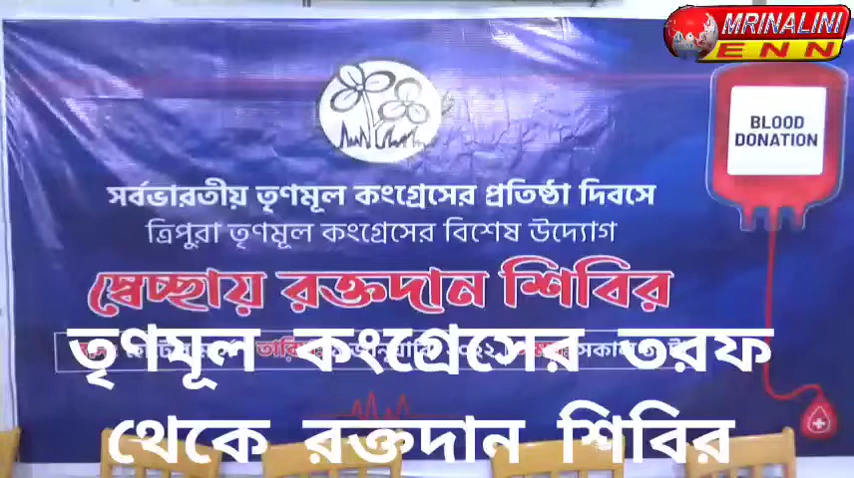 MRINALINI
ENN
BLOOD
DONATION
সর্বভারতীয় তৃণমূল কংগ্রেসের প্রতিষ্ঠা দিবসে
ত্রিপুরা তৃণমূল কংগ্রেসের বিশেষ উদ্যোগ
স্বেচ্ছায় রক্তদান শিবির
তৃণমূল কংগ্রেসের তরফ
থেকে রক্তদান শিবির